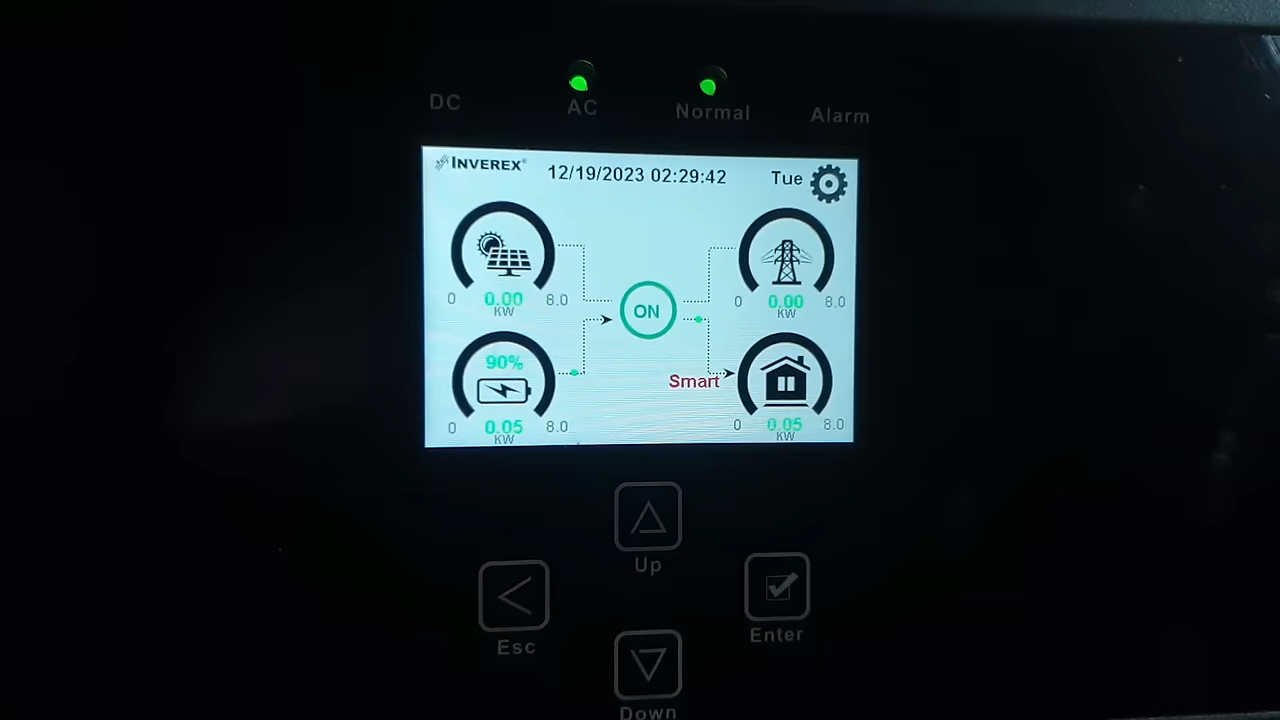 DC AC Normal Alarm
INVEREX® 12/19/2023 02:29:42 Tue
0 0.00 8.0 0 0.00 8.0
KW KW
ON
90%
Smart
0 0.05 8.0 0 0.05 8.0
KW KW
Up
Esc Enter
Down